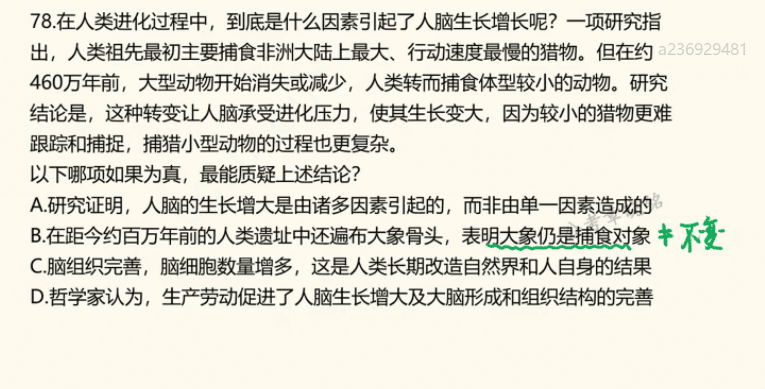 78.在人类进化过程中，到底是什么因素引起了人脑生长增长呢？一项研究指
出，人类祖先最初主要捕食非洲大陆上最大、行动速度最慢的猎物。但在约 a236929481
460万年前，大型动物开始消失或减少，人类转而捕食体型较小的动物。研究
结论是，这种转变让人脑承受进化压力，使其生长变大，因为较小的猎物更难
跟踪和捕捉，捕猎小型动物的过程也更复杂。
以下哪项如果为真，最能质疑上述结论？
A.研究证明，人脑的生长增大是由诸多因素引起的，而非由单一因素造成的
B.在距今约百万年前的人类遗址中还遍布大象骨头，表明大象仍是捕食对象 ≠不变
C.脑组织完善，脑细胞数量增多，这是人类长期改造自然界和人自身的结果
D.哲学家认为，生产劳动促进了人脑生长增大及大脑形成和组织结构的完善